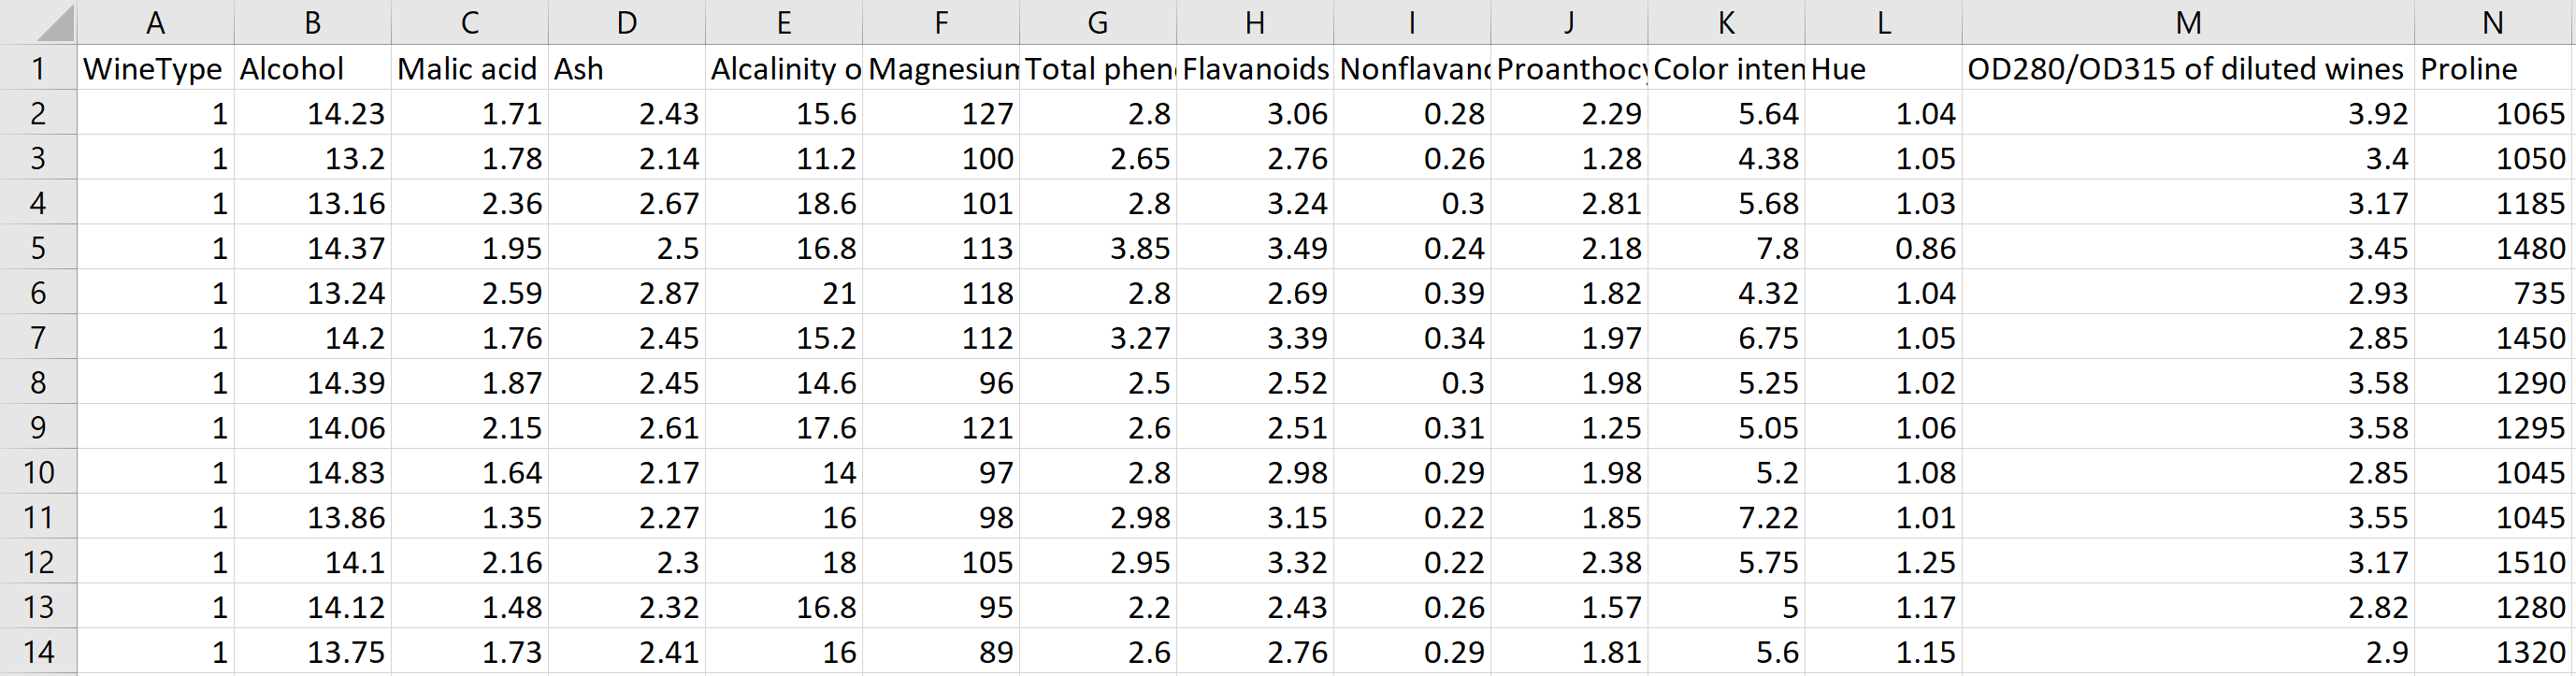 A B C D E F G H I J K L M N
1 WineType Alcohol Malic acid Ash Alcalinity o Magnesium Total phen Flavanoids Nonflavano Proanthocy Color inten Hue OD280/OD315 of diluted wines Proline
2 1 14.23 1.71 2.43 15.6 127 2.8 3.06 0.28 2.29 5.64 1.04 3.92 1065
3 1 13.2 1.78 2.14 11.2 100 2.65 2.76 0.26 1.28 4.38 1.05 3.4 1050
4 1 13.16 2.36 2.67 18.6 101 2.8 3.24 0.3 2.81 5.68 1.03 3.17 1185
5 1 14.37 1.95 2.5 16.8 113 3.85 3.49 0.24 2.18 7.8 0.86 3.45 1480
6 1 13.24 2.59 2.87 21 118 2.8 2.69 0.39 1.82 4.32 1.04 2.93 735
7 1 14.2 1.76 2.45 15.2 112 3.27 3.39 0.34 1.97 6.75 1.05 2.85 1450
8 1 14.39 1.87 2.45 14.6 96 2.5 2.52 0.3 1.98 5.25 1.02 3.58 1290
9 1 14.06 2.15 2.61 17.6 121 2.6 2.51 0.31 1.25 5.05 1.06 3.58 1295
10 1 14.83 1.64 2.17 14 97 2.8 2.98 0.29 1.98 5.2 1.08 2.85 1045
11 1 13.86 1.35 2.27 16 98 2.98 3.15 0.22 1.85 7.22 1.01 3.55 1045
12 1 14.1 2.16 2.3 18 105 2.95 3.32 0.22 2.38 5.75 1.25 3.17 1510
13 1 14.12 1.48 2.32 16.8 95 2.2 2.43 0.26 1.57 5 1.17 2.82 1280
14 1 13.75 1.73 2.41 16 89 2.6 2.76 0.29 1.81 5.6 1.15 2.9 1320